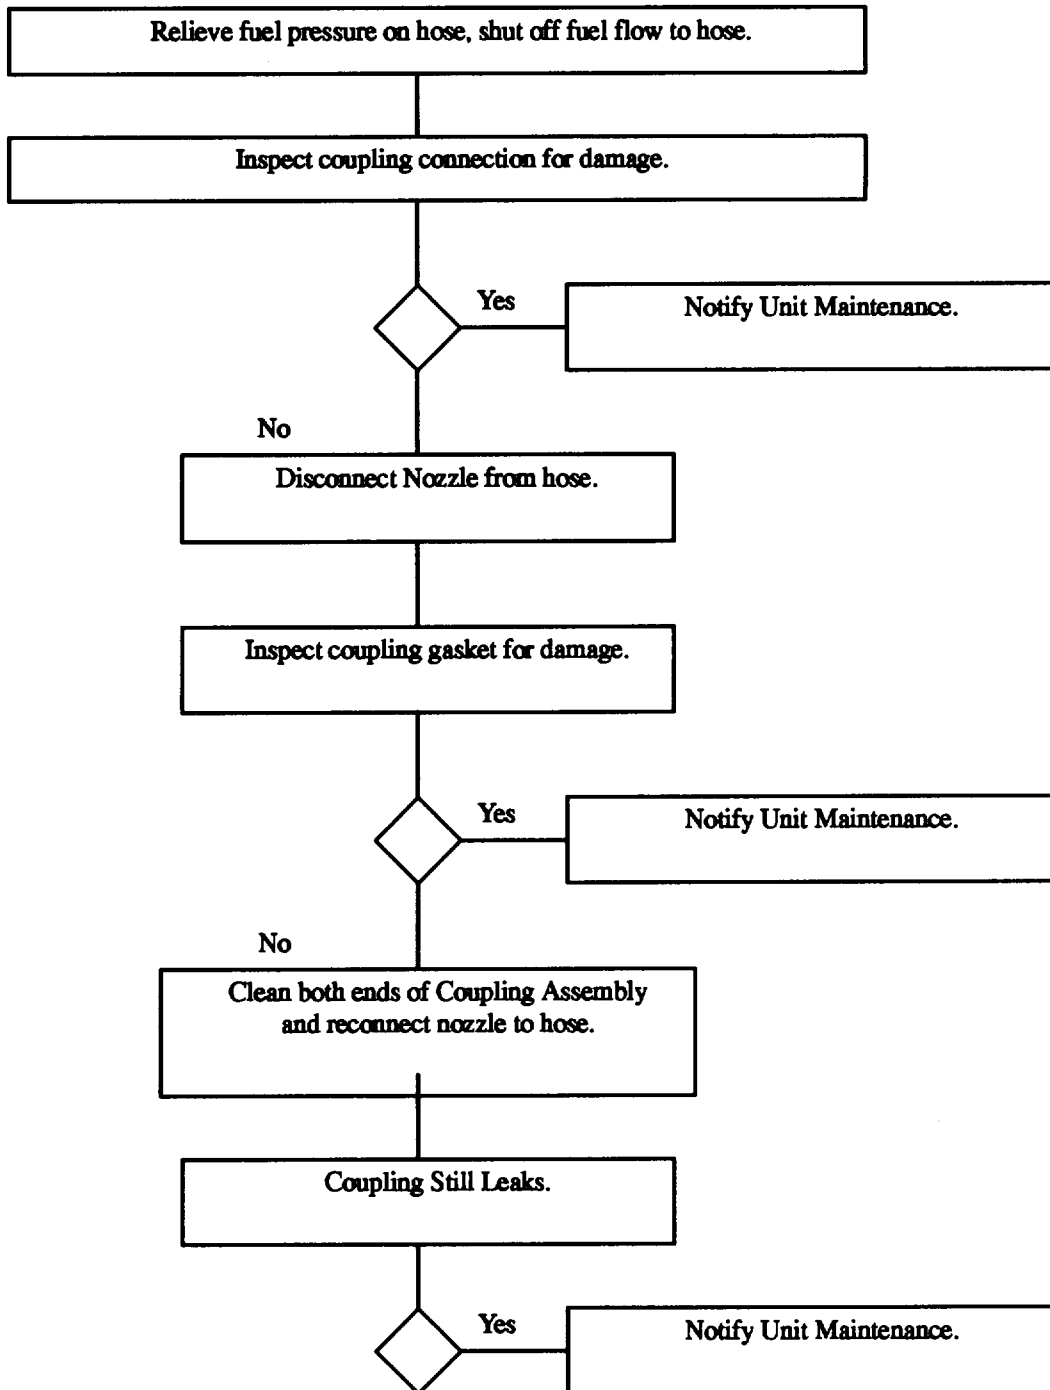 Relieve fuel pressure on hose, shut off fuel flow to hose.
Inspect coupling connection for damage.
Yes
Notify Unit Maintenance.
No
Disconnect Nozzle from hose.
Inspect coupling gasket for damage.
Yes
Notify Unit Maintenance.
No
Clean both ends of Coupling Assembly
and reconnect nozzle to hose.
Coupling Still Leaks.
Yes
Notify Unit Maintenance.